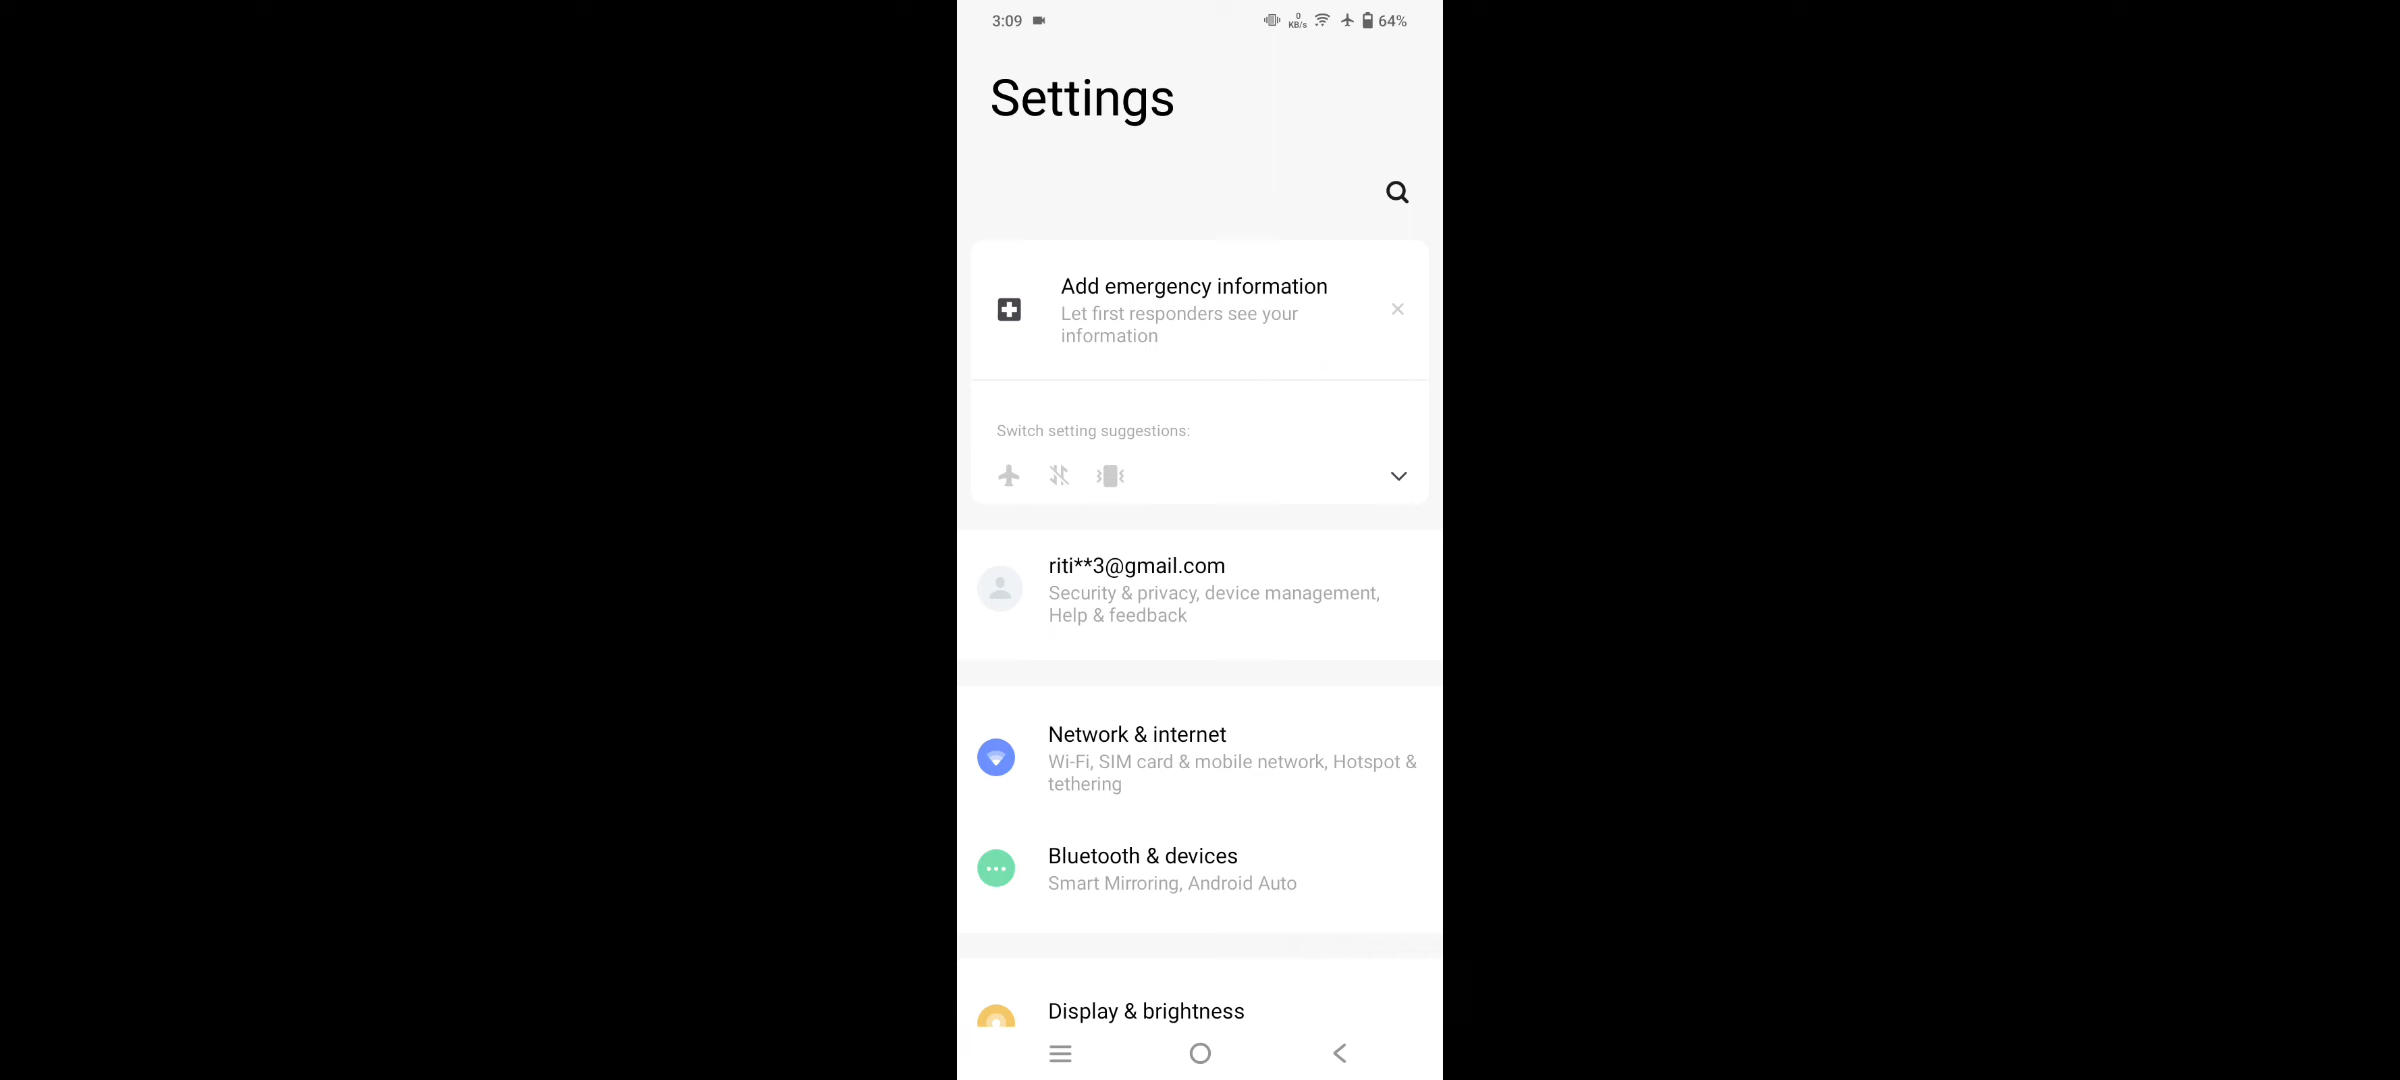 3:09
0
KB/s
64%
Settings
Add emergency information
Let first responders see your
information
Switch setting suggestions:
riti**3@gmail.com
Security & privacy, device management,
Help & feedback
Network & internet
Wi-Fi, SIM card & mobile network, Hotspot &
tethering
Bluetooth & devices
Smart Mirroring, Android Auto
Display & brightness